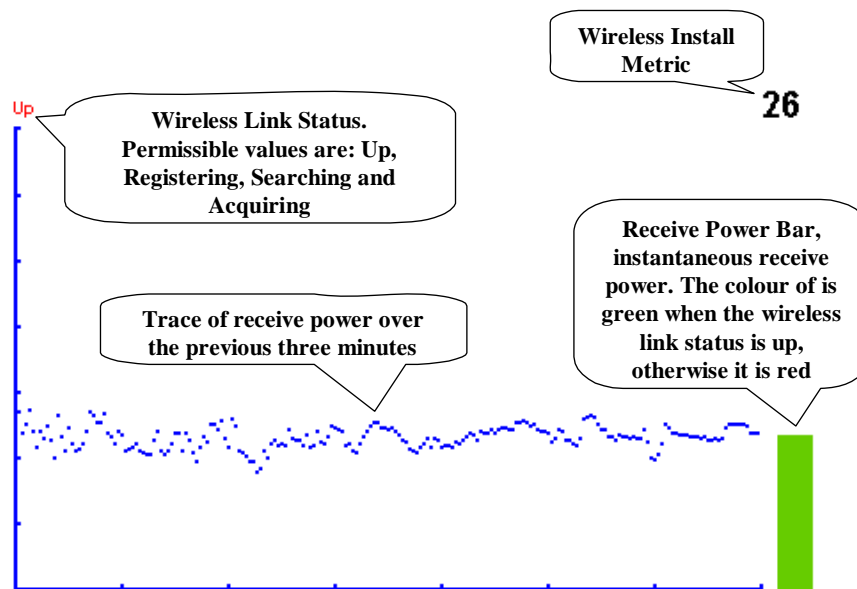 Wireless Install
Metric
26
Up
Wireless Link Status.
Permissible values are: Up,
Registering, Searching and
Acquiring
Receive Power Bar,
instantaneous receive
power. The colour of is
green when the wireless
link status is up,
otherwise it is red
Trace of receive power over
the previous three minutes